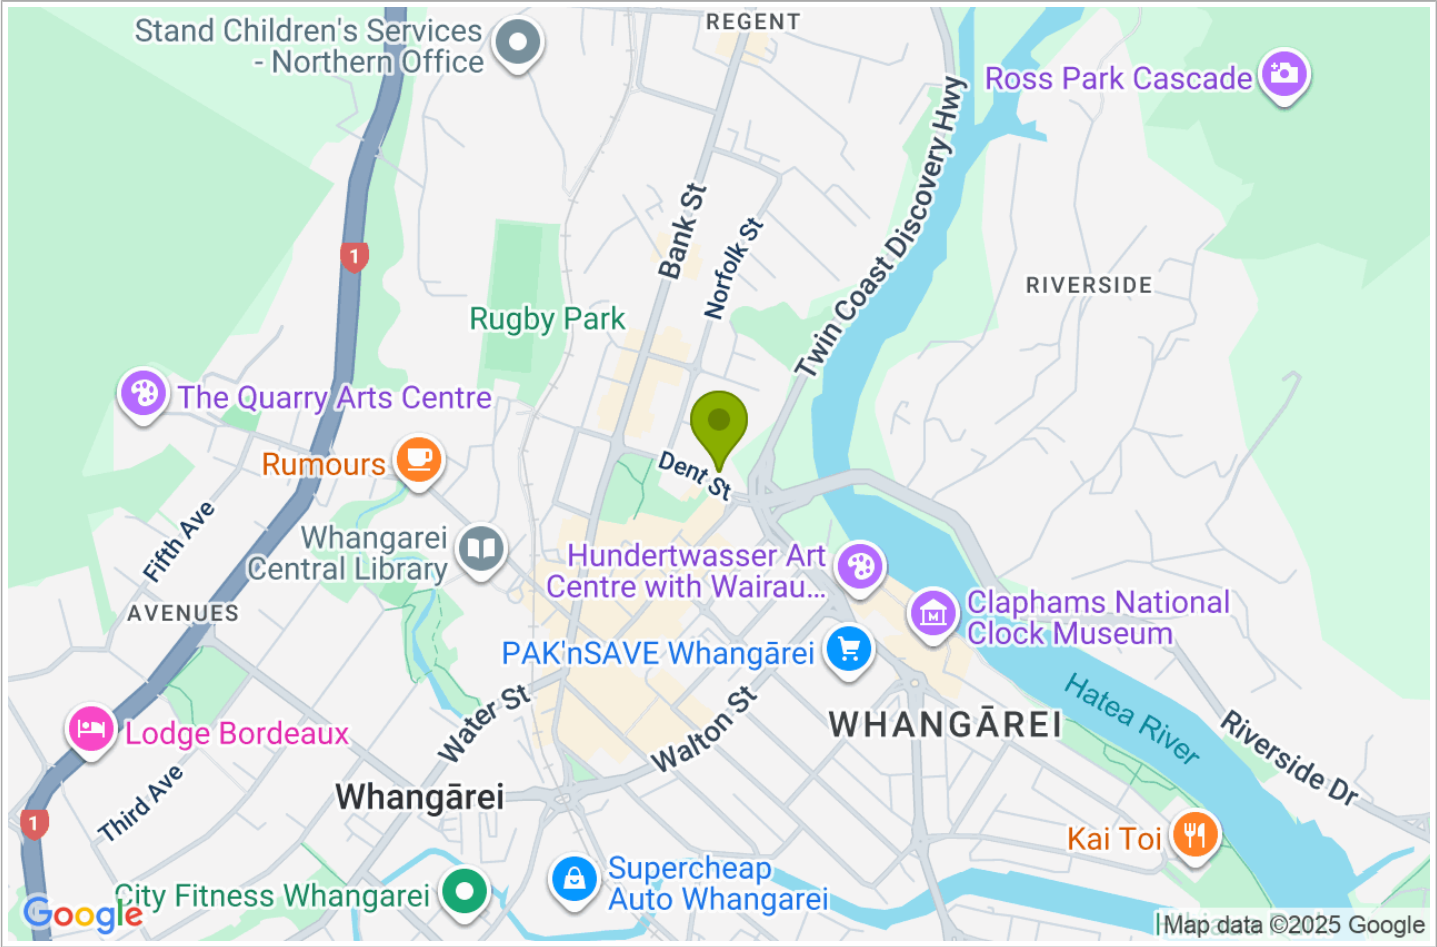 REGENT
Stand Children's Services
- Northern Office
Ross Park Cascade
Twin Coast Discovery Hwy
Bank St
Norfolk St
1
RIVERSIDE
Rugby Park
The Quarry Arts Centre
Rumours
Dent St
Fifth Ave
Whangarei
Central Library
Hundertwasser Art
Centre with Wairau...
AVENUES
Claphams National
Clock Museum
PAK'nSAVE Whangārei
Hatea River
Water St
Walton St
WHANGĀREI
Riverside Dr
Lodge Bordeaux
Third Ave
Whangārei
1
Kai Toi
Supercheap
Auto Whangarei
City Fitness Whangarei
Google
Map data ©2025 Google